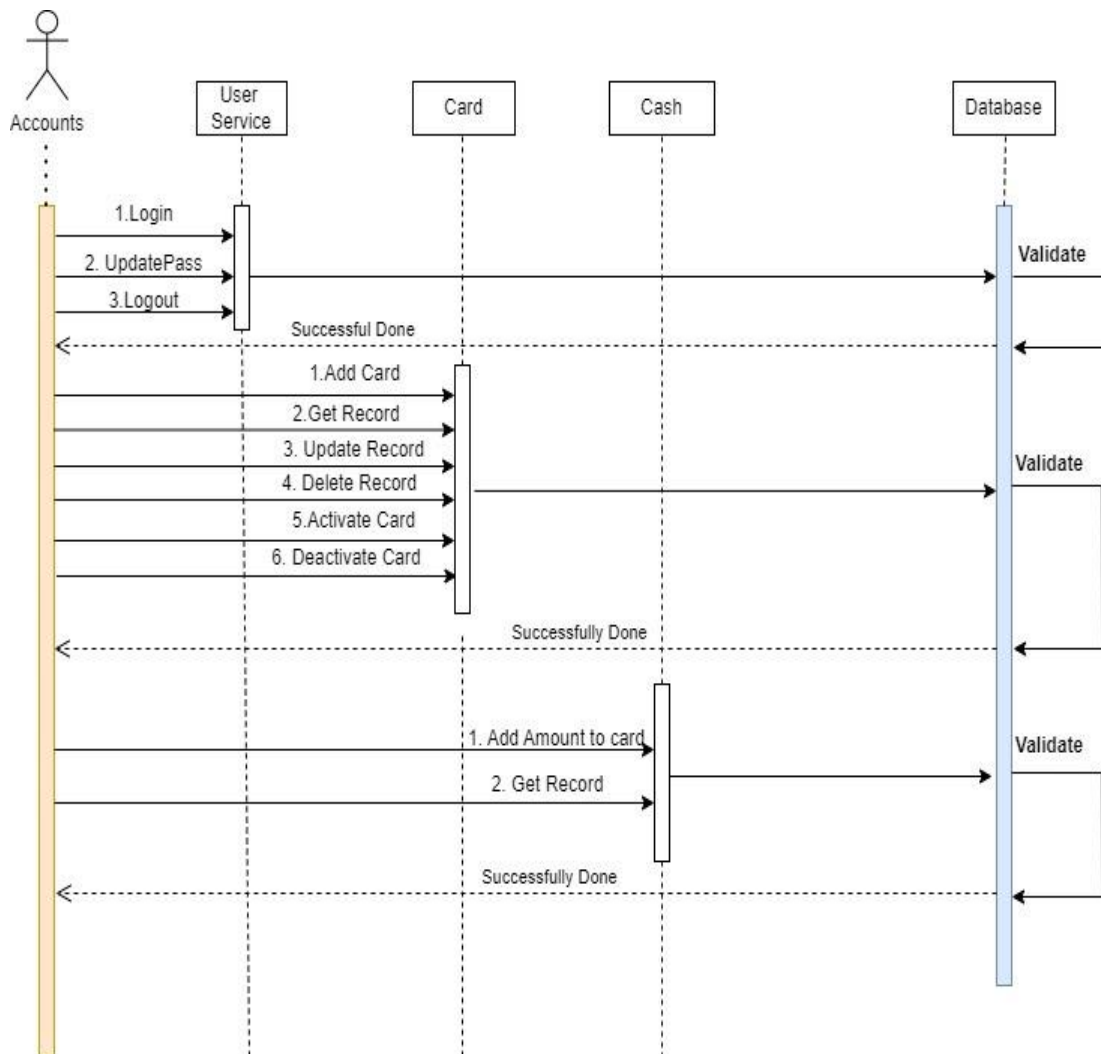 Accounts
User
Service
Card
Cash
Database
1.Login
2. UpdatePass
3.Logout
Validate
Successful Done
1.Add Card
2.Get Record
3. Update Record
4. Delete Record
5.Activate Card
6. Deactivate Card
Validate
Successfully Done
1. Add Amount to card
2. Get Record
Validate
Successfully Done